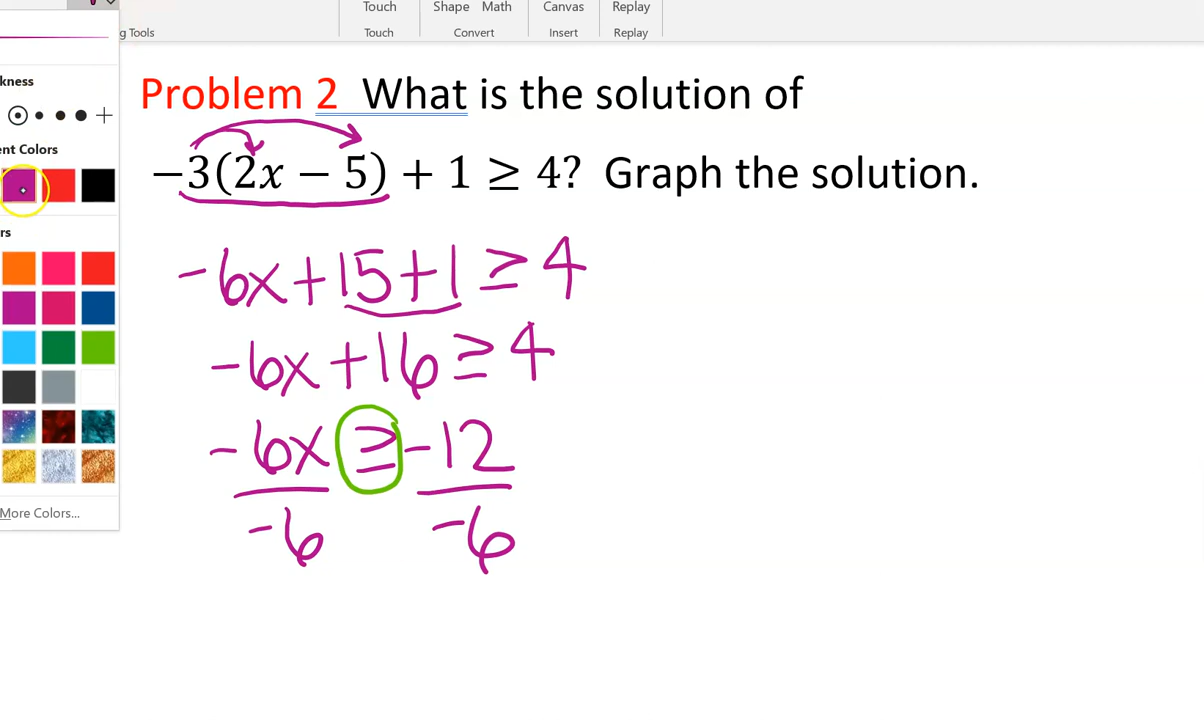 Touch Shape Math Canvas Replay
g Tools Touch Convert Insert Replay
ckness
ent Colors
rs
More Colors...
Problem 2 What is the solution of
−3(2x − 5) + 1 ≥ 4? Graph the solution.
-6x+15+1 ≥ 4
-6x+16 ≥ 4
-6x ≥ -12
-6 -6